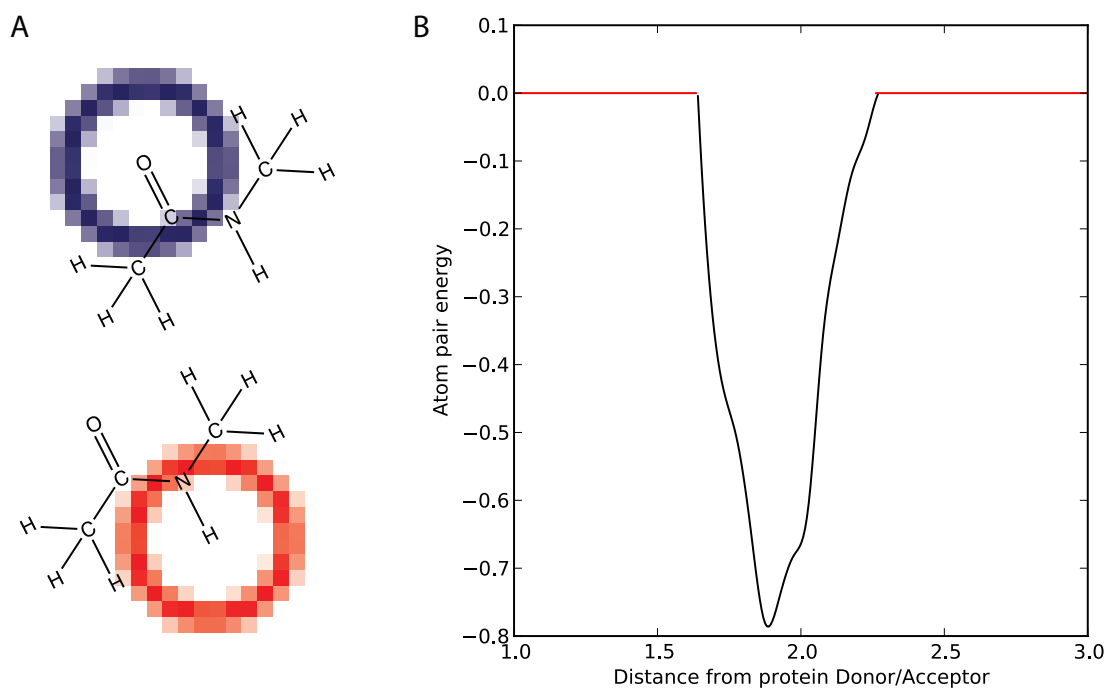 A
H
H
O
C
H
C
N
C
H
H
H
H
H
H
O
C
H
C
N
H
C
H
H
H
B
0.1
0.0
−0.1
−0.2
−0.3
−0.4
−0.5
−0.6
−0.7
−0.8
Atom pair energy
1.0 1.5 2.0 2.5 3.0
Distance from protein Donor/Acceptor